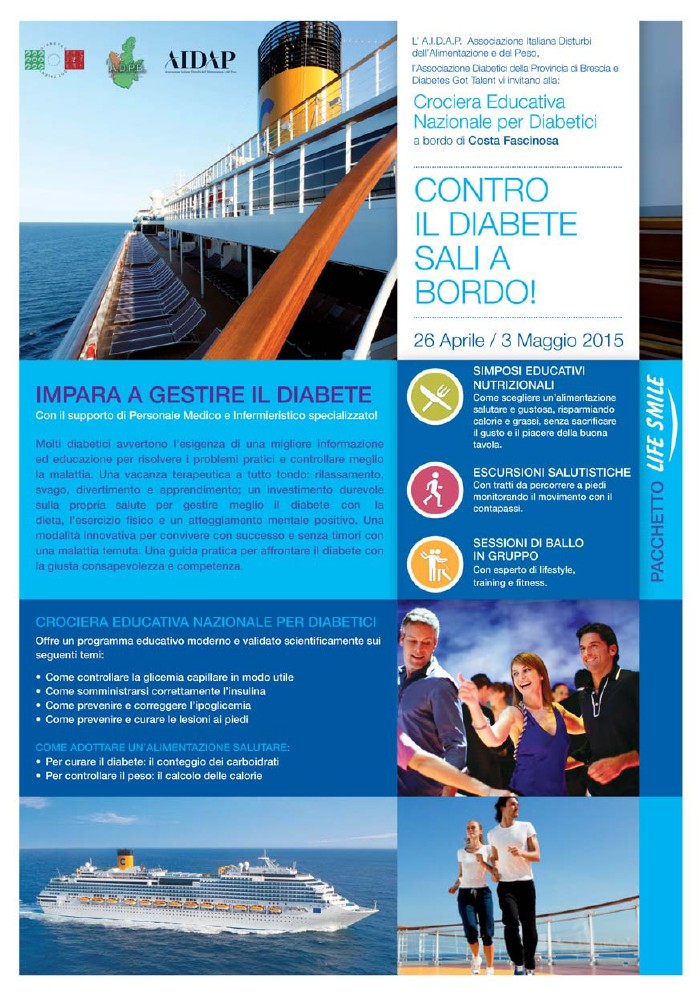 A.D.P.B.
AIDAP
L' A.I.D.A.P. Associazione Italiana Disturbi
dell'Alimentazione e del Peso,
l'Associazione Diabetici della Provincia di Brescia e
Diabetes Got Talent vi invitano alla:
Crociera Educativa
Nazionale per Diabetici
a bordo di Costa Fascinosa
CONTRO
IL DIABETE
SALI A
BORDO!
26 Aprile / 3 Maggio 2015
IMPARA A GESTIRE IL DIABETE
Con il supporto di Personale Medico e Infermieristico specializzato!
Molti diabetici avvertono l'esigenza di una migliore informazione
ed educazione per risolvere i problemi pratici e controllare meglio
la malattia. Una vacanza terapeutica a tutto tondo: rilassamento,
svago, divertimento e apprendimento; un investimento durevole
sulla propria salute per gestire meglio il diabete con la
dieta, l'esercizio fisico e un atteggiamento mentale positivo. Una
modalità innovativa per convivere con successo e senza timori con
una malattia temuta. Una guida pratica per affrontare il diabete con
la giusta consapevolezza e competenza.
SIMPOSI EDUCATIVI
NUTRIZIONALI
Come scegliere un'alimentazione
salutare e gustosa, risparmiando
calorie e grassi, senza sacrificare
il gusto e il piacere della buona
tavola.
ESCURSIONI SALUTISTICHE
Con tratti da percorrere a piedi
monitorando il movimento con il
contapassi.
SESSIONI DI BALLO
IN GRUPPO
Con esperto di lifestyle,
training e fitness.
PACCHETTO LIFE SMILE
CROCIERA EDUCATIVA NAZIONALE PER DIABETICI
Offre un programma educativo moderno e validato scientificamente sui
seguenti temi:
• Come controllare la glicemia capillare in modo utile
• Come somministrarsi correttamente l'insulina
• Come prevenire e correggere l'ipoglicemia
• Come prevenire e curare le lesioni ai piedi
COME ADOTTARE UN'ALIMENTAZIONE SALUTARE:
• Per curare il diabete: il conteggio dei carboidrati
• Per controllare il peso: il calcolo delle calorie